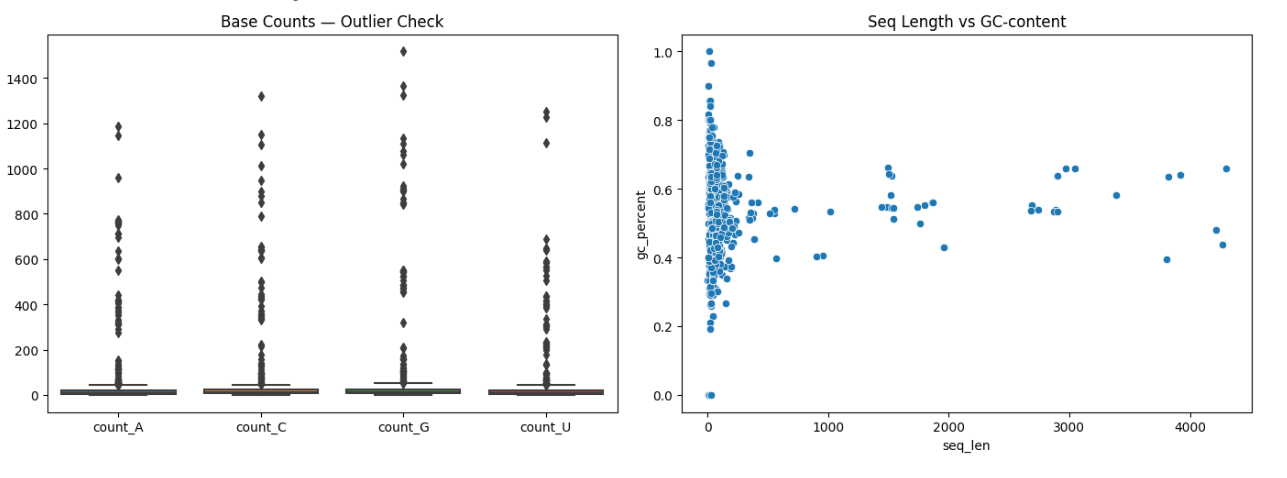 Base Counts — Outlier Check
1400
1200
1000
800
600
400
200
0
count_A count_C count_G count_U
Seq Length vs GC-content
1.0
0.8
0.6
0.4
0.2
0.0
gc_percent
0 1000 2000 3000 4000
seq_len